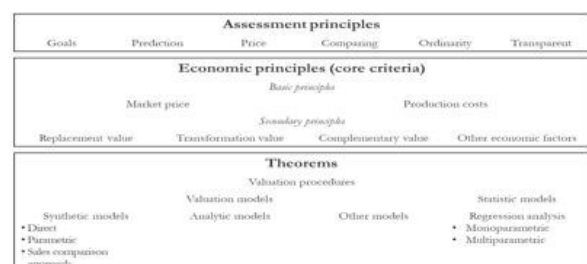 Assessment principles
Goals Prediction Price Comparing Ordinarity Transparent
Economic principles (core criteria)
Basic principles
Market price Production costs
Secondary principles
Replacement value Transformation value Complementary value Other economic factors
Theorems
Valuation procedures
Valuation models Statistic models
Synthetic models Analytic models Other models Regression analysis
• Direct • Monoparametric
• Parametric • Multiparametric
• Sales comparison